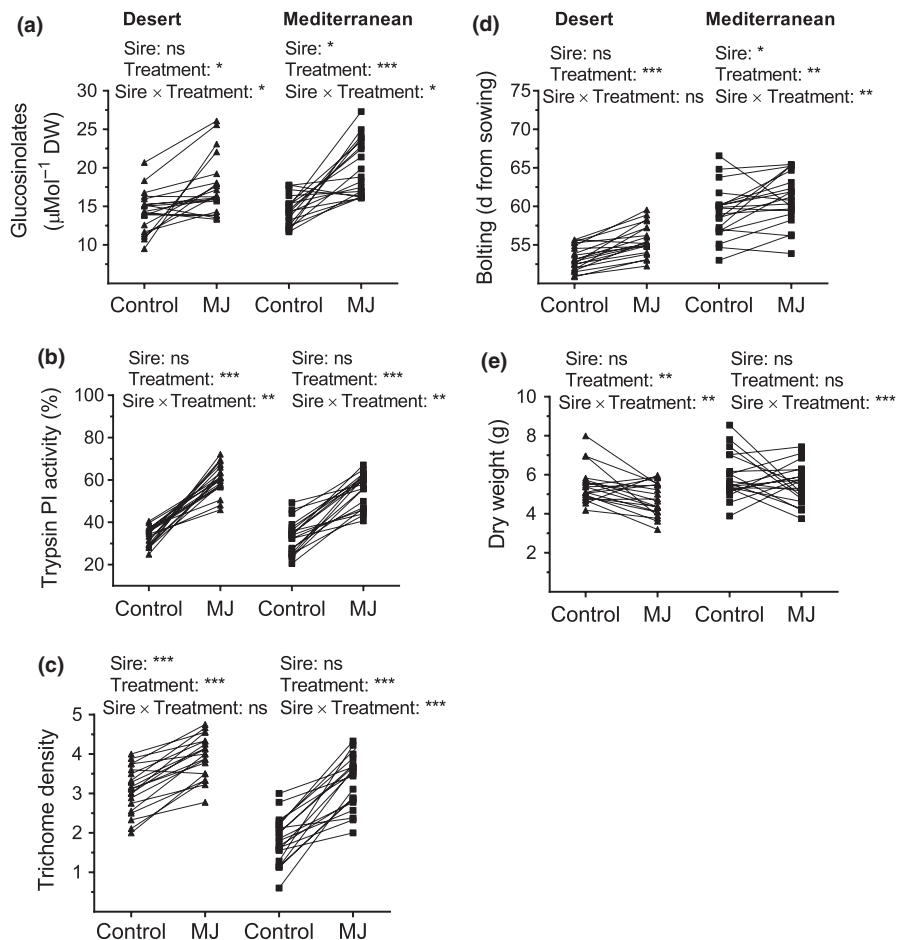 (a)
Desert Mediterranean
Sire: ns Sire: *
Treatment: * Treatment: ***
Sire × Treatment: * Sire × Treatment: *
Glucosinolates
(μMol⁻¹ DW)
30
25
20
15
10
Control MJ Control MJ
(b)
Sire: ns Sire: ns
Treatment: *** Treatment: ***
Sire × Treatment: ** Sire × Treatment: **
Trypsin PI activity (%)
100
80
60
40
20
Control MJ Control MJ
(c)
Sire: *** Sire: ns
Treatment: *** Treatment: ***
Sire × Treatment: ns Sire × Treatment: ***
Trichome density
5
4
3
2
1
Control MJ Control MJ
(d)
Desert Mediterranean
Sire: ns Sire: *
Treatment: *** Treatment: **
Sire × Treatment: ns Sire × Treatment: **
Bolting (d from sowing)
75
70
65
60
55
Control MJ Control MJ
(e)
Sire: ns Sire: ns
Treatment: ** Treatment: ns
Sire × Treatment: ** Sire × Treatment: ***
Dry weight (g)
10
8
6
4
2
Control MJ Control MJ